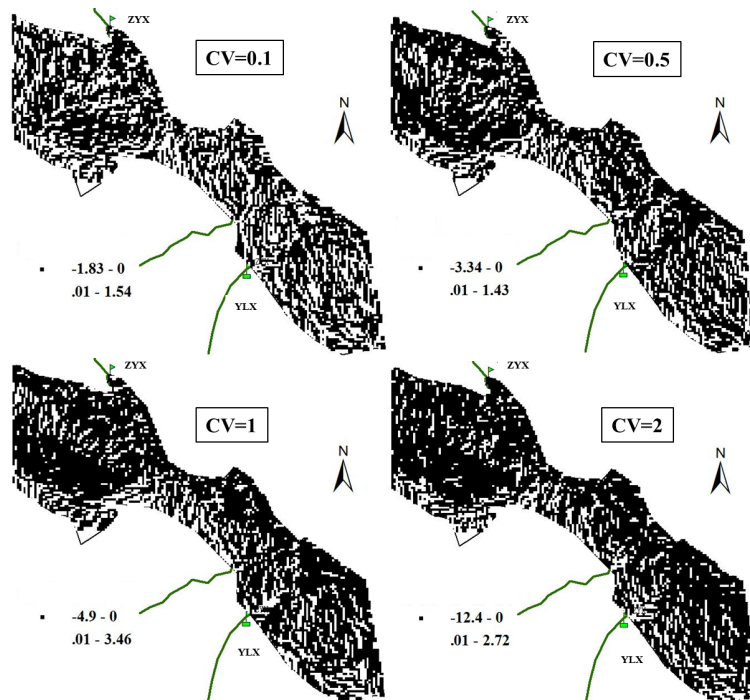 ZYX
CV=0.1
N
-1.83 - 0
.01 - 1.54
YLX
ZYX
CV=0.5
N
-3.34 - 0
.01 - 1.43
YLX
ZYX
CV=1
N
-4.9 - 0
.01 - 3.46
YLX
ZYX
CV=2
N
-12.4 - 0
.01 - 2.72
YLX